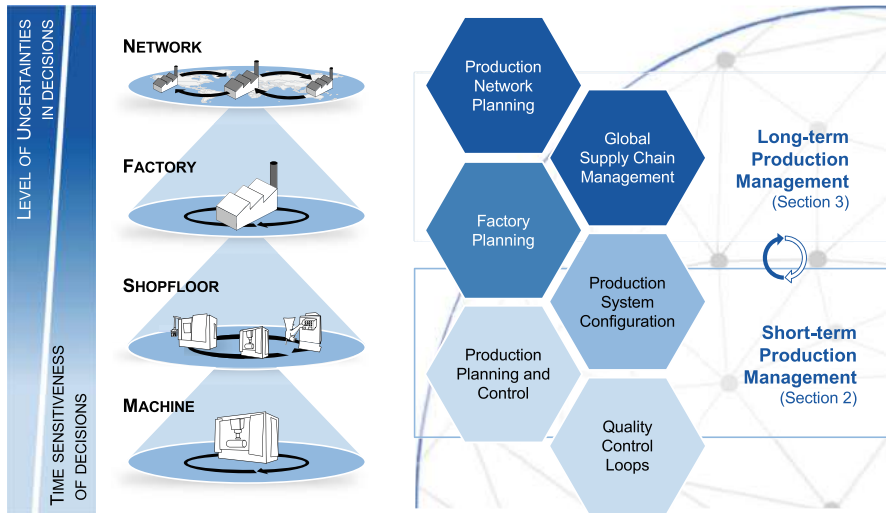 LEVEL OF UNCERTAINTIES
IN DECISIONS
TIME SENSITIVENESS
OF DECISIONS
NETWORK
FACTORY
SHOPFLOOR
MACHINE
Production
Network
Planning
Global
Supply Chain
Management
Factory
Planning
Production
System
Configuration
Production
Planning and
Control
Quality
Control
Loops
Long-term
Production
Management
(Section 3)
Short-term
Production
Management
(Section 2)